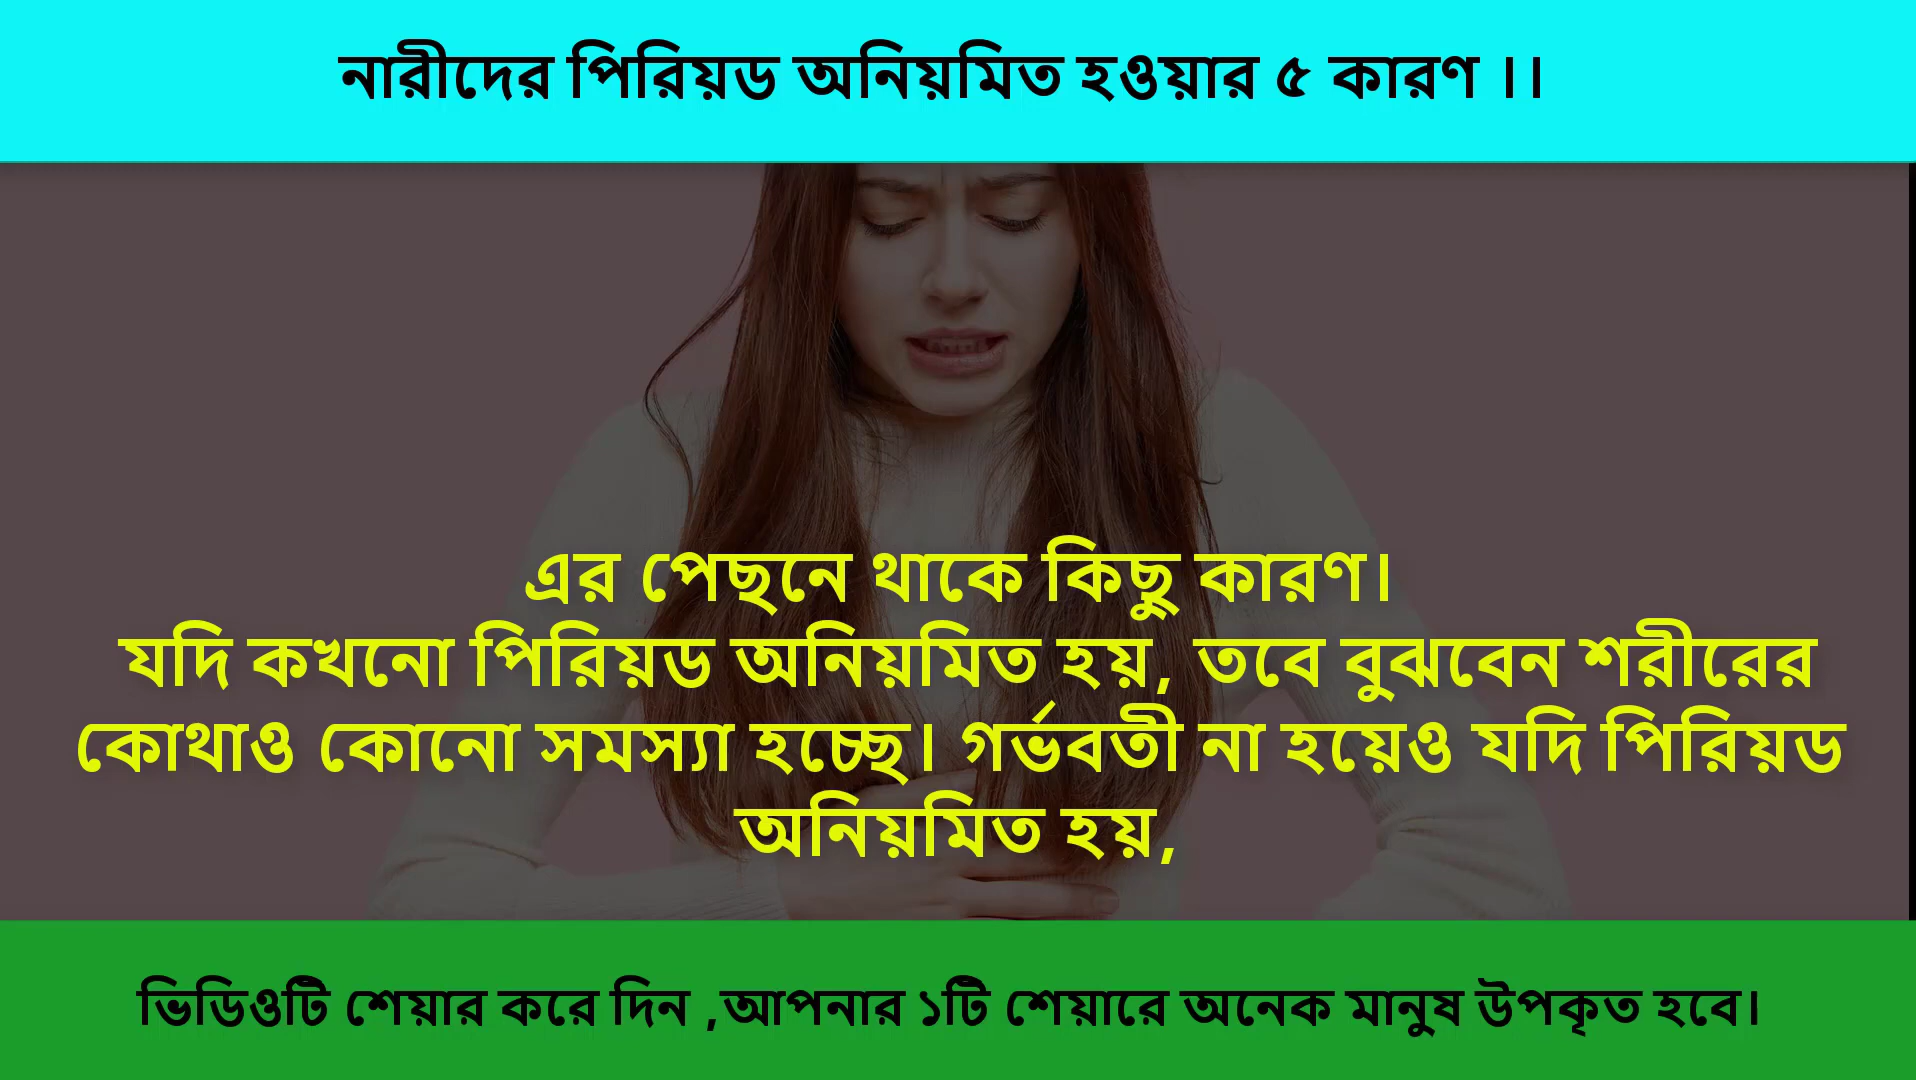 নারীদের পিরিয়ড অনিয়মিত হওয়ার ৫ কারণ ।।
এর পেছনে থাকে কিছু কারণ।
যদি কখনো পিরিয়ড অনিয়মিত হয়, তবে বুঝবেন শরীরের
কোথাও কোনো সমস্যা হচ্ছে। গর্ভবতী না হয়েও যদি পিরিয়ড
অনিয়মিত হয়,
ভিডিওটি শেয়ার করে দিন ,আপনার ১টি শেয়ারে অনেক মানুষ উপকৃত হবে।